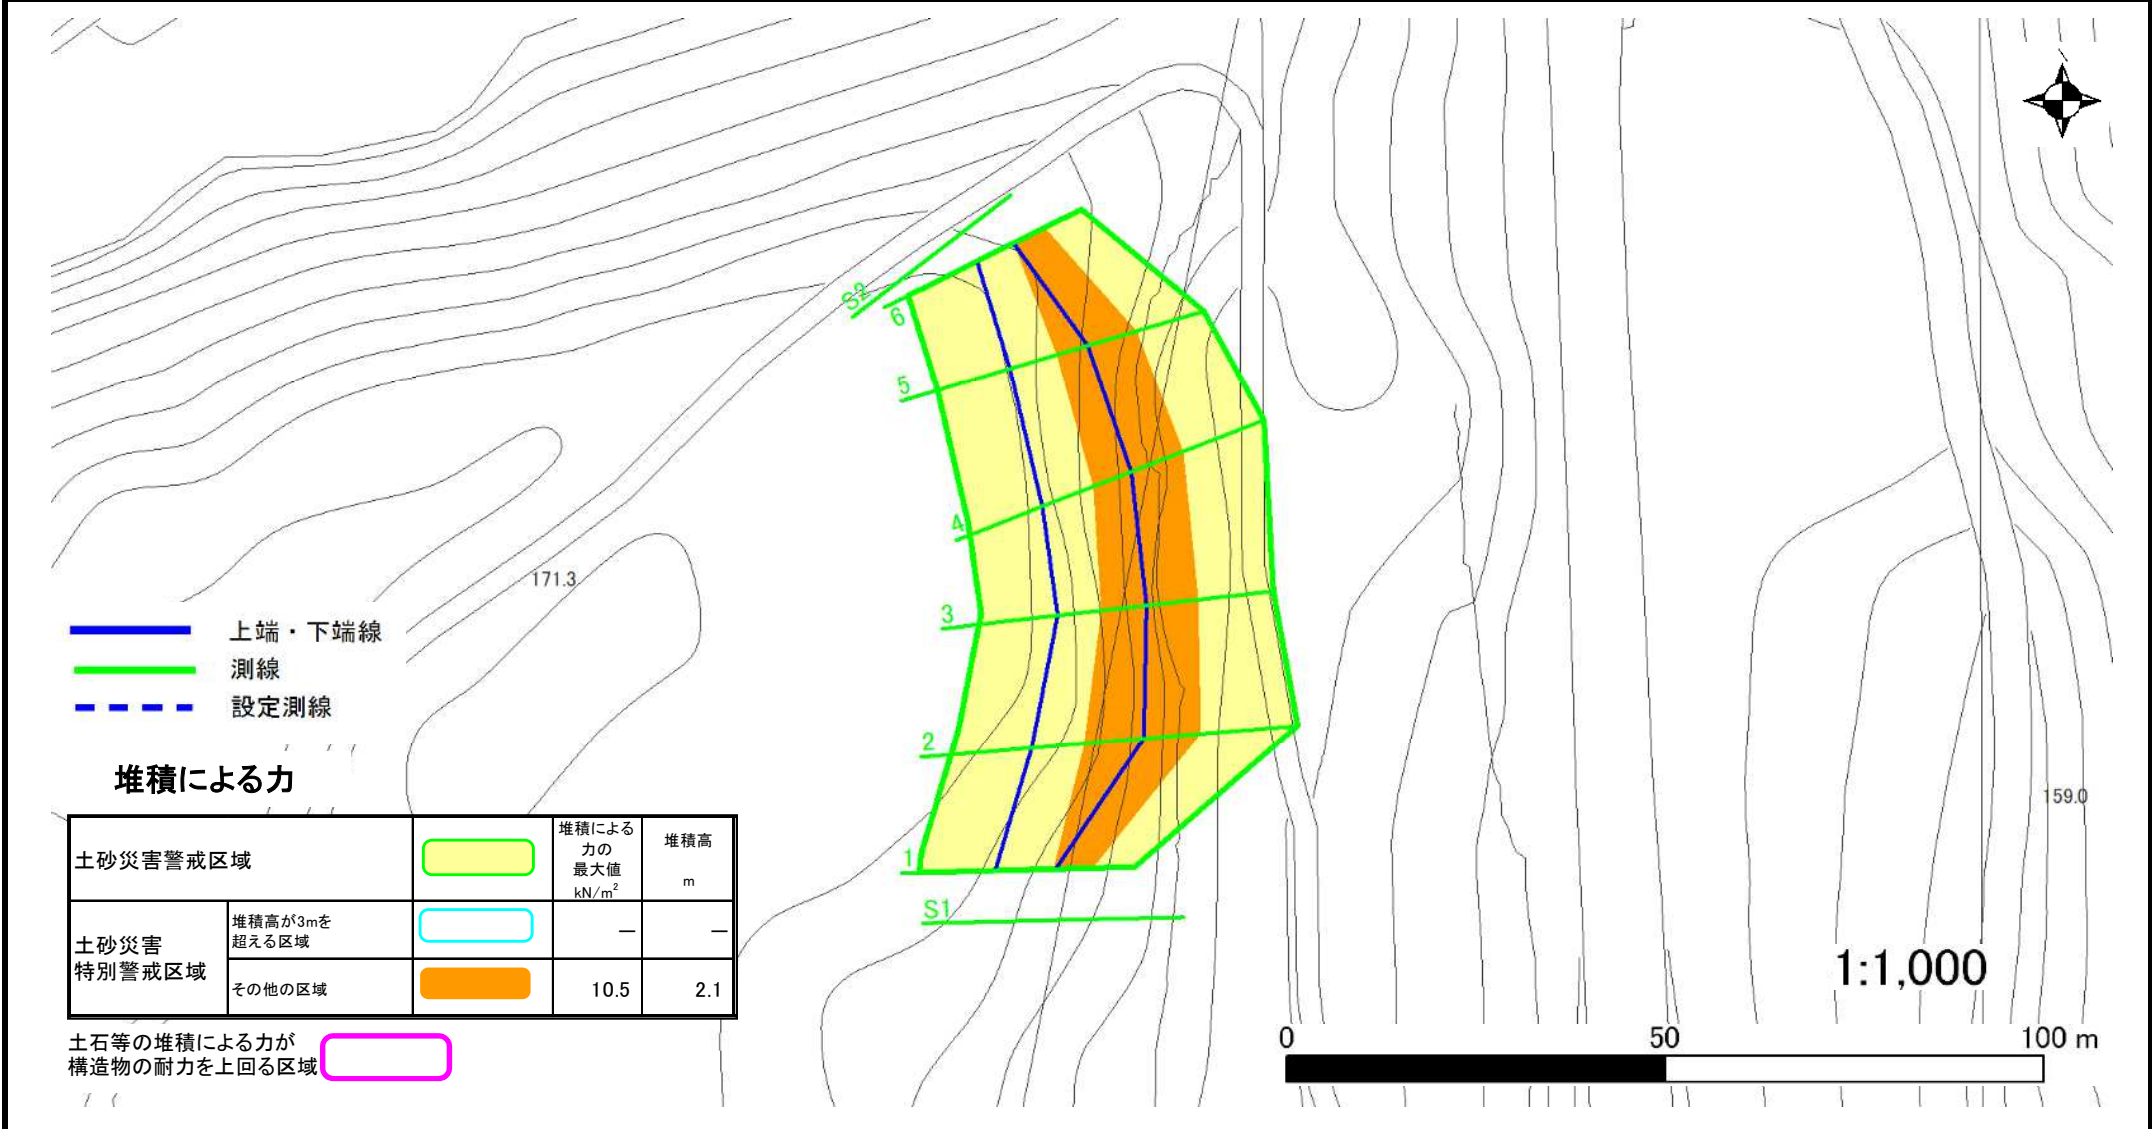 S2
6
5
4
3
2
1
S1
171.3
159.0
上端・下端線
測線
設定測線
堆積による力
土砂災害警戒区域
堆積による
力の
最大値
kN/m²
堆積高
m
土砂災害
特別警戒区域
堆積高が3mを
超える区域
―
―
その他の区域
10.5
2.1
土石等の堆積による力が
構造物の耐力を上回る区域
1:1,000
0 50 100 m